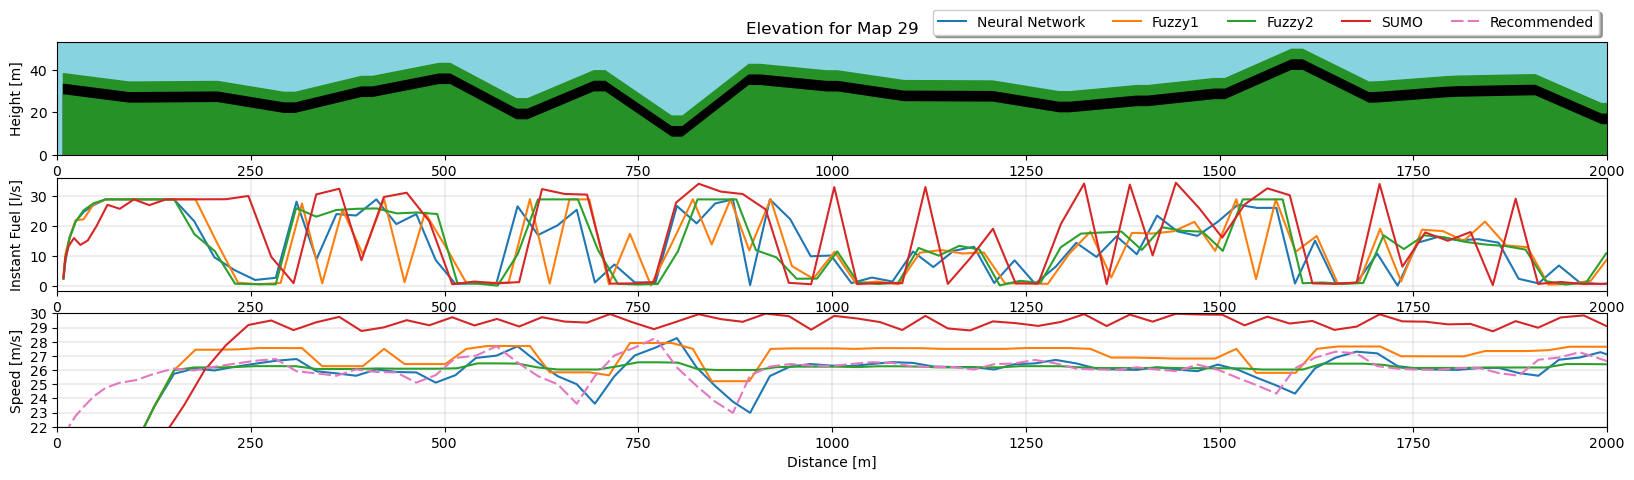 Elevation for Map 29
Neural Network Fuzzy1 Fuzzy2 SUMO Recommended
Height [m]
40
20
0
0 250 500 750 1000 1250 1500 1750 2000
Instant Fuel [l/s]
30
20
10
0
0 250 500 750 1000 1250 1500 1750 2000
Speed [m/s]
30
29
28
27
26
25
24
23
22
0 250 500 750 1000 1250 1500 1750 2000
Distance [m]